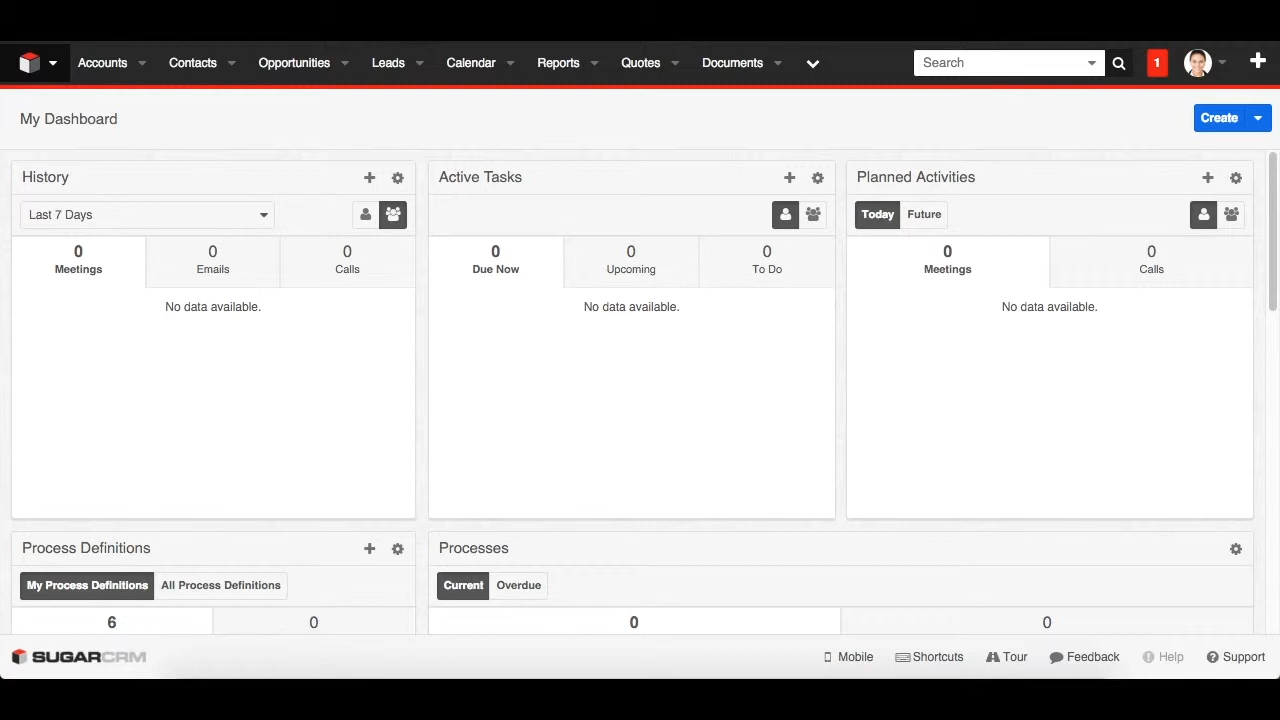 Accounts Contacts Opportunities Leads Calendar Reports Quotes Documents Search 1
My Dashboard Create
History
Last 7 Days
0 0 0
Meetings Emails Calls
No data available.
Active Tasks
0 0 0
Due Now Upcoming To Do
No data available.
Planned Activities
Today Future
0 0
Meetings Calls
No data available.
Process Definitions
My Process Definitions All Process Definitions
6 0
Processes
Current Overdue
0 0
SUGARCRM Mobile Shortcuts Tour Feedback Help Support